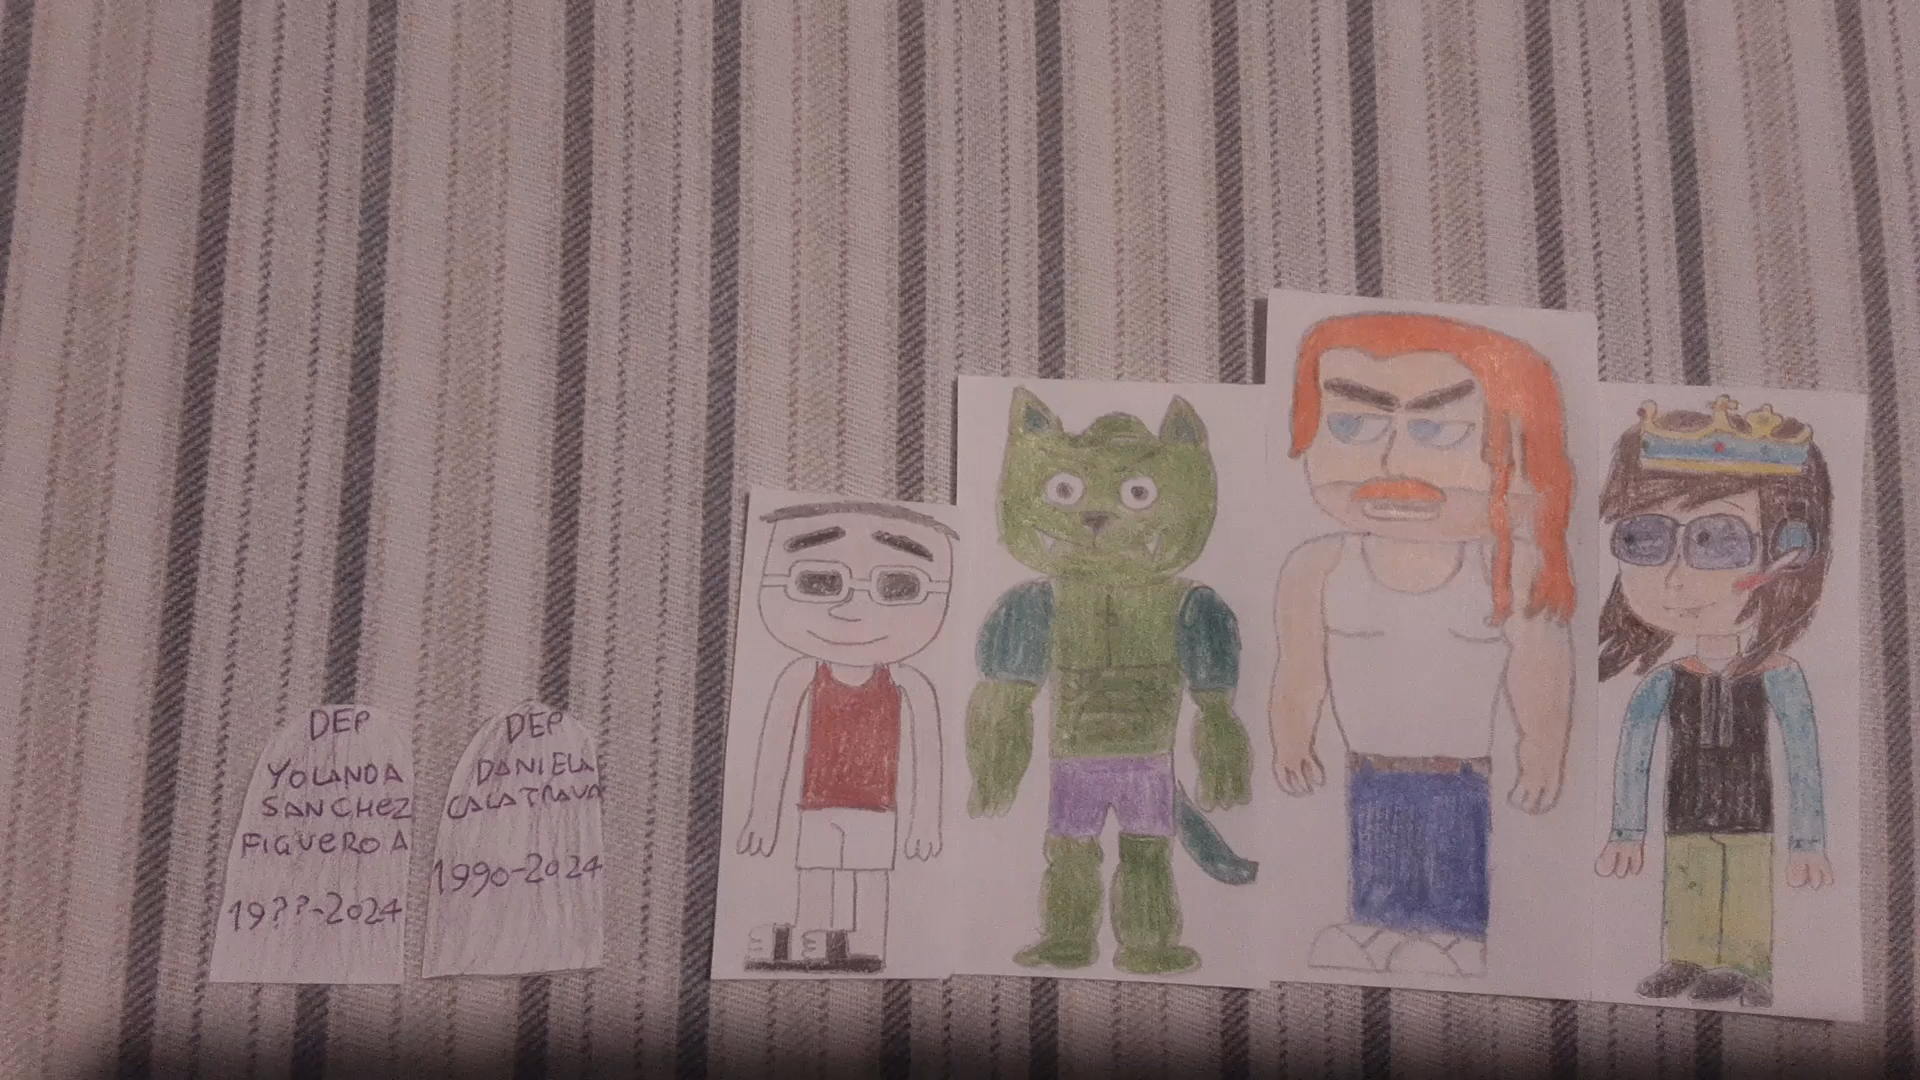 DEP
YOLANDA
SANCHEZ
FIGUEROA
19??-2024
DEP
DANIELA
CALATRAVA
1990-2024